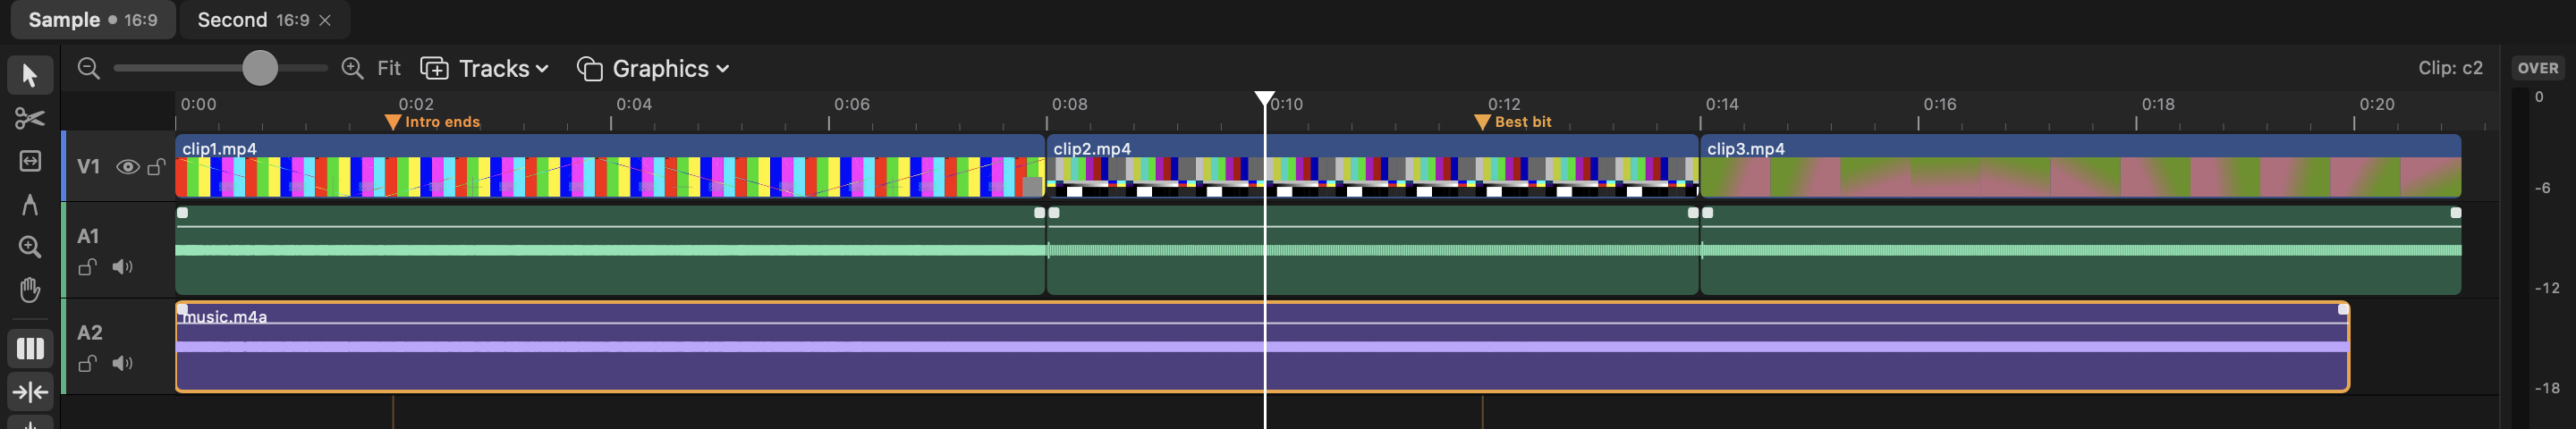 Sample 16:9 Second 16:9
Fit Tracks Graphics Clip: c2 OVER
0:00 0:02 0:04 0:06 0:08 0:10 0:12 0:14 0:16 0:18 0:20 0
Intro ends Best bit
V1 clip1.mp4 clip2.mp4 clip3.mp4
-6
A1
-12
A2 music.m4a
-18